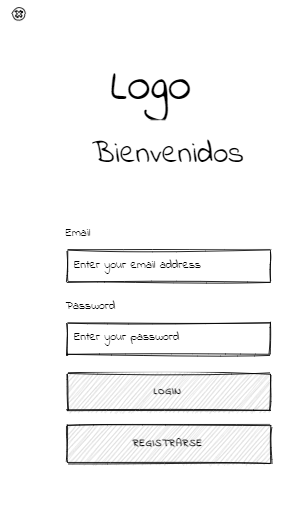 Logo
Bienvenidos
Email
Enter your email address
Password
Enter your password
LOGIN
REGISTRARSE